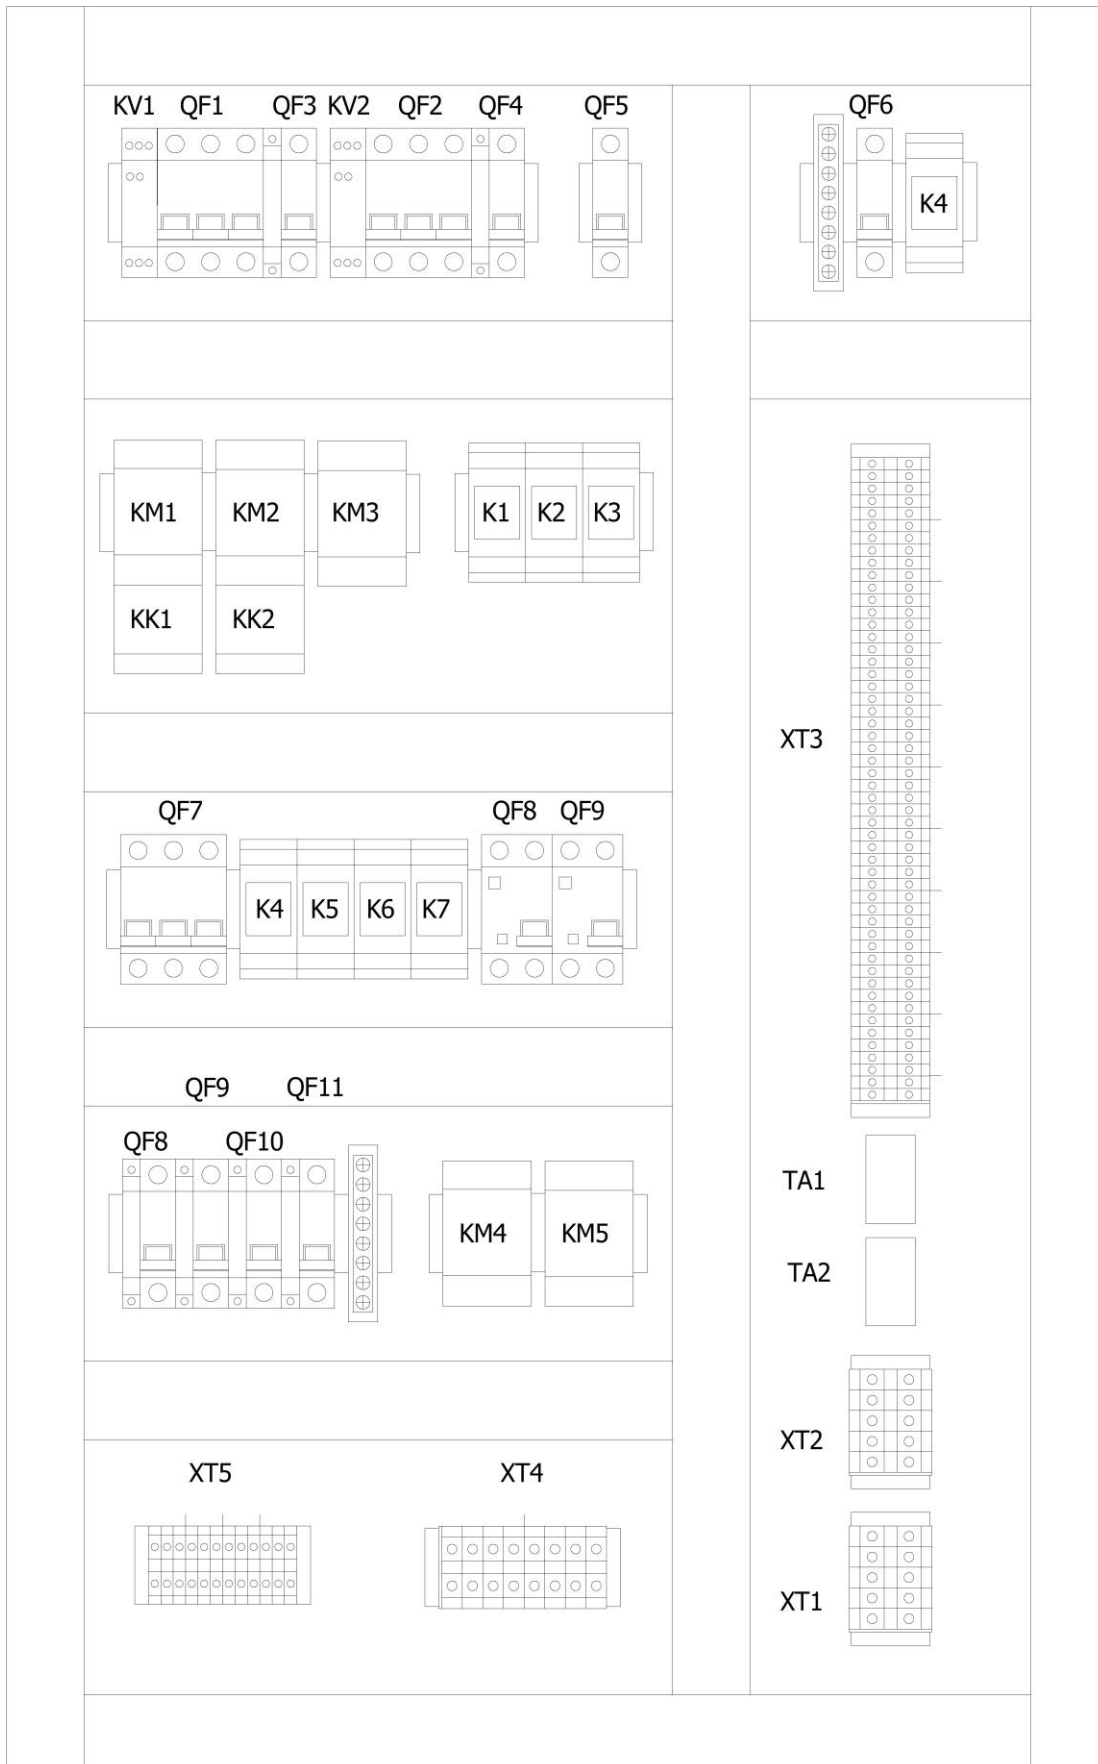 KV1 QF1 QF3 KV2 QF2 QF4 QF5 QF6
K4
KM1 KM2 KM3 K1 K2 K3
KK1 KK2
XT3
QF7 QF8 QF9
K4 K5 K6 K7
QF9 QF11
QF8 QF10
TA1
KM4 KM5
TA2
XT2
XT5 XT4
XT1